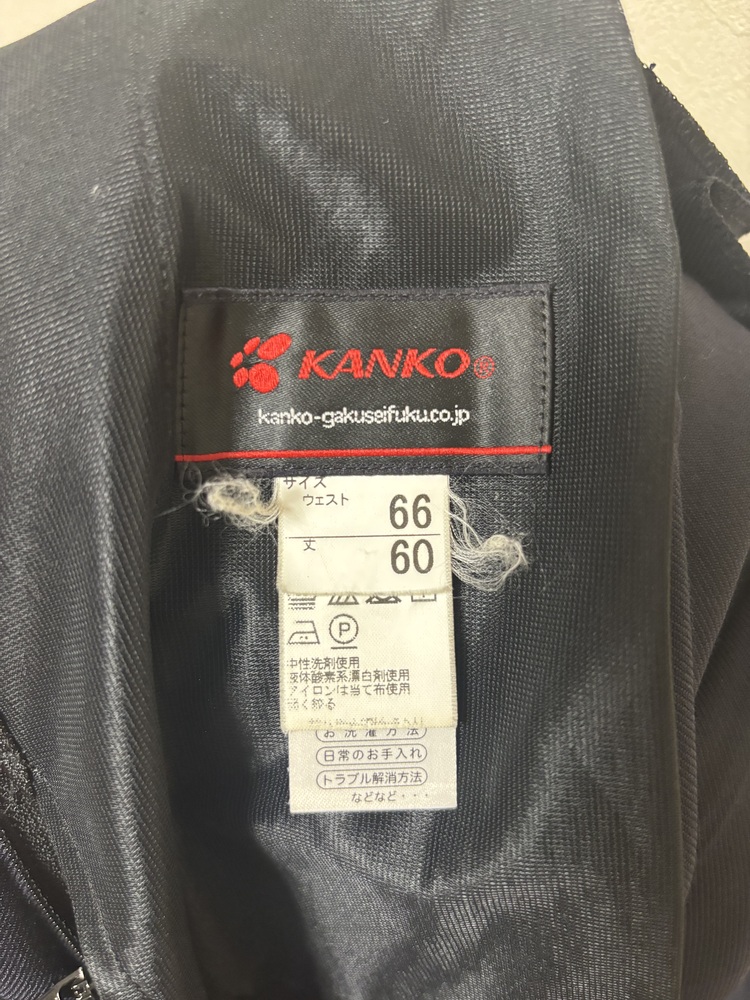 KANKO
kanko-gakuseifuku.co.jp
サイズ
ウェスト
66
丈
60
P
中性洗剤使用
液体酸素系漂白剤使用
アイロンは当て布使用
弱く絞る
お洗濯方法
日常のお手入れ
トラブル解消方法
などなど・・・